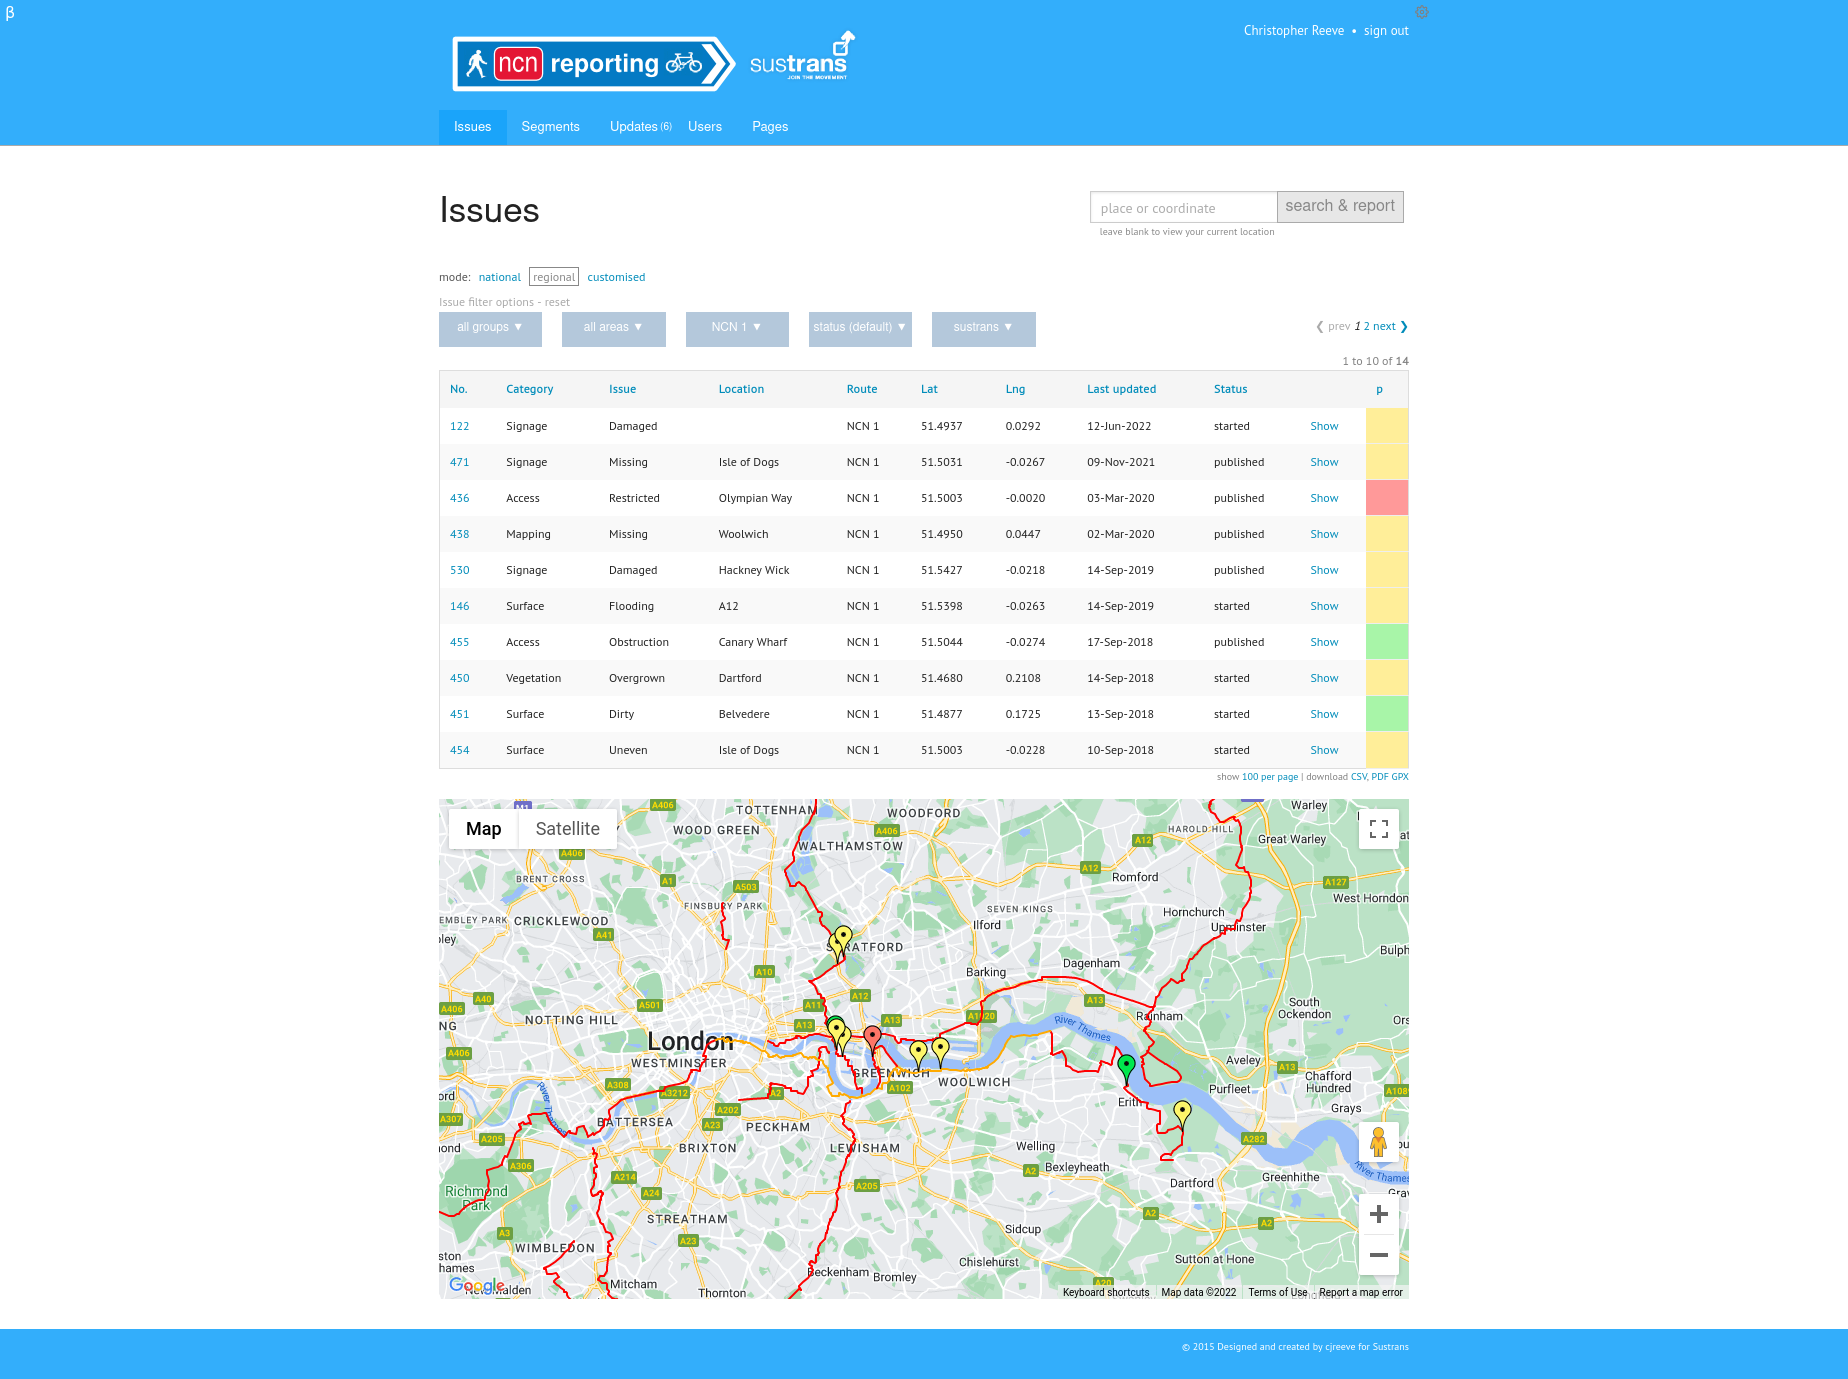 β
Christopher Reeve • sign out
ncn reporting
sustrans
JOIN THE MOVEMENT
Issues Segments Updates (6) Users Pages
Issues
place or coordinate search & report
leave blank to view your current location
mode: national regional customised
Issue filter options - reset
all groups ▼ all areas ▼ NCN 1 ▼ status (default) ▼ sustrans ▼
❮ prev 1 2 next ❯
1 to 10 of 14
No. Category Issue Location Route Lat Lng Last updated Status p
122 Signage Damaged NCN 1 51.4937 0.0292 12-Jun-2022 started Show
471 Signage Missing Isle of Dogs NCN 1 51.5031 -0.0267 09-Nov-2021 published Show
436 Access Restricted Olympian Way NCN 1 51.5003 -0.0020 03-Mar-2020 published Show
438 Mapping Missing Woolwich NCN 1 51.4950 0.0447 02-Mar-2020 published Show
530 Signage Damaged Hackney Wick NCN 1 51.5427 -0.0218 14-Sep-2019 published Show
146 Surface Flooding A12 NCN 1 51.5398 -0.0263 14-Sep-2019 started Show
455 Access Obstruction Canary Wharf NCN 1 51.5044 -0.0274 17-Sep-2018 published Show
450 Vegetation Overgrown Dartford NCN 1 51.4680 0.2108 14-Sep-2018 started Show
451 Surface Dirty Belvedere NCN 1 51.4877 0.1725 13-Sep-2018 started Show
454 Surface Uneven Isle of Dogs NCN 1 51.5003 -0.0228 10-Sep-2018 started Show
show 100 per page | download CSV, PDF GPX
M1 A406 TOTTENHAM WOODFORD Warley
Map Satellite
WOOD GREEN A406 HAROLD HILL
A406 WALTHAMSTOW A12 Great Warley
BRENT CROSS A1 A503 A12 Romford A127
West Horndon
EMBLEY PARK CRICKLEWOOD FINSBURY PARK SEVEN KINGS Hornchurch
A41 Ilford Upminster
STRATFORD Bulph
A10 Barking Dagenham
A40 A501 A11 A12 A13 South
Ockendon
A406 NOTTING HILL A13 A13 A1020 River Thames Rainham
London
A406 WESTMINSTER Aveley
GREENWICH WOOLWICH A13 Chafford
Hundred
River Thames A308 A3212 A2 A102 Purfleet A1089
A307 BATTERSEA A202 Erith Grays
A23 PECKHAM
A205 BRIXTON LEWISHAM Welling A282
A306 A2 Bexleyheath River Thames
A214 A205 Dartford Greenhithe
Richmond
Park A24
STREATHAM A2 A2
A3 A23 Sidcup
WIMBLEDON Chislehurst Sutton at Home
Beckenham Bromley
Google Mitcham A20
New Malden Thornton
Keyboard shortcuts Map data ©2022 Terms of Use Report a map error
© 2015 Designed and created by cjreeve for Sustrans